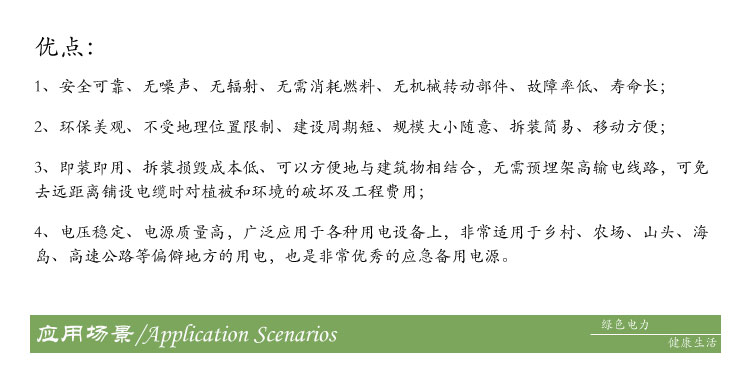 优点：
1、安全可靠、无噪声、无辐射、无需消耗燃料、无机械转动部件、故障率低、寿命长；
2、环保美观、不受地理位置限制、建设周期短、规模大小随意、拆装简易、移动方便；
3、即装即用、拆装损毁成本低、可以方便地与建筑物相结合，无需预埋架高输电线路，可免
去远距离铺设电缆时对植被和环境的破坏及工程费用；
4、电压稳定、电源质量高，广泛应用于各种用电设备上，非常适用于乡村、农场、山头、海
岛、高速公路等偏僻地方的用电，也是非常优秀的应急备用电源。
应用场景/Application Scenarios
绿色电力
健康生活